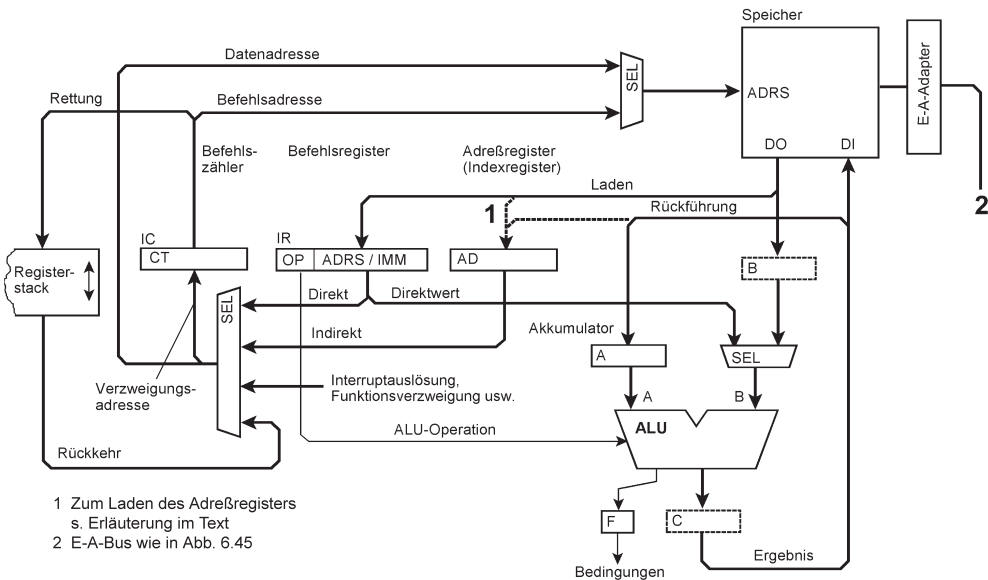 Speicher
Datenadresse
SEL
E-A-Adapter
Rettung
Befehlsadresse
ADRS
Befehls-
zähler
Befehlsregister
Adreßregister
(Indexregister)
DO
DI
Laden
1
Rückführung
2
IC
CT
IR
OP
ADRS / IMM
AD
B
Register-
stack
SEL
Direkt
Direktwert
Indirekt
Akkumulator
A
SEL
Verzweigungs-
adresse
Interruptauslösung,
Funktionsverzweigung usw.
A
B
ALU-Operation
ALU
Rückkehr
1 Zum Laden des Adreßregisters
s. Erläuterung im Text
2 E-A-Bus wie in Abb. 6.45
F
C
Ergebnis
Bedingungen